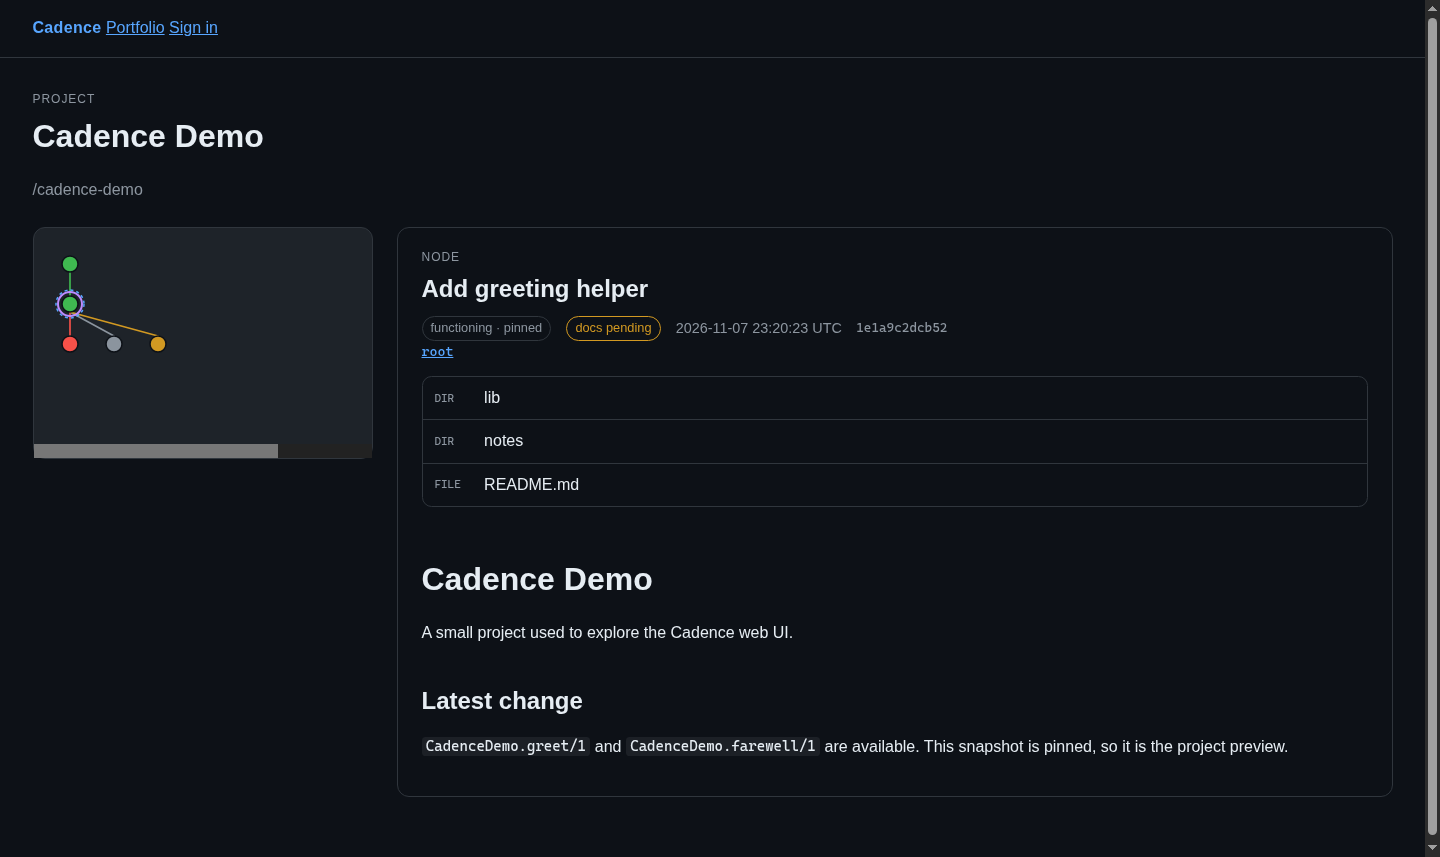 Cadence Portfolio Sign in
PROJECT
Cadence Demo
/cadence-demo
NODE
Add greeting helper
functioning · pinned docs pending 2026-11-07 23:20:23 UTC 1e1a9c2dcb52
root
DIR lib
DIR notes
FILE README.md
Cadence Demo
A small project used to explore the Cadence web UI.
Latest change
CadenceDemo.greet/1 and CadenceDemo.farewell/1 are available. This snapshot is pinned, so it is the project preview.